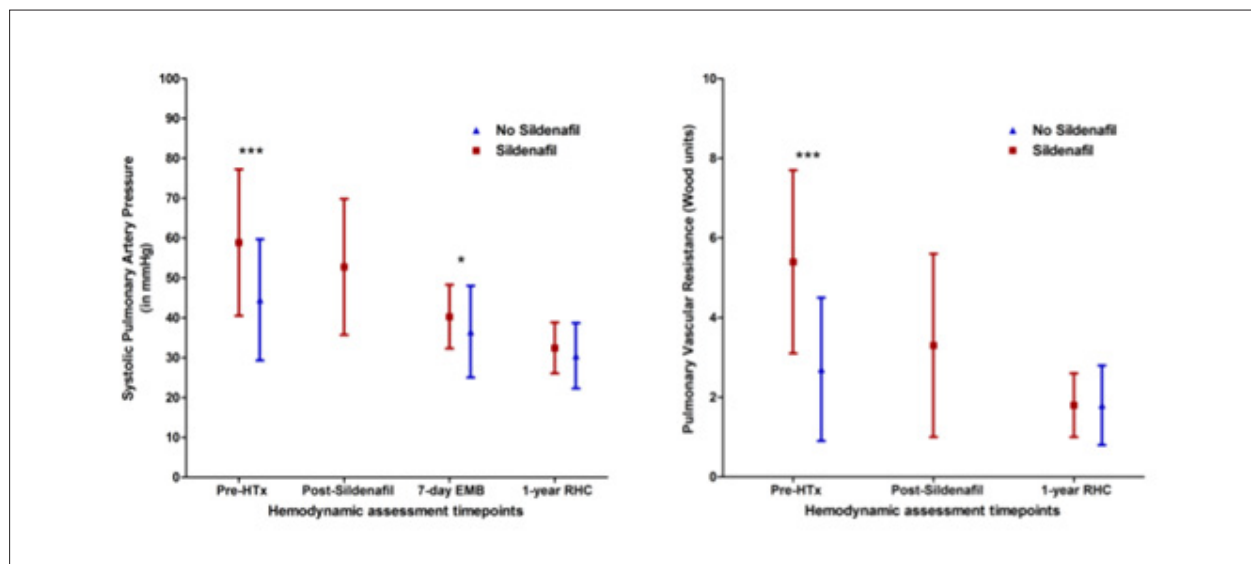 Systolic Pulmonary Artery Pressure
(in mmHg)
100
90
80
70
60
50
40
30
20
10
0
***
*
No Sildenafil
Sildenafil
Pre-HTx
Post-Sildenafil
7-day EMB
1-year RHC
Hemodynamic assessment timepoints
Pulmonary Vascular Resistance (Wood units)
10
8
6
4
2
0
***
No Sildenafil
Sildenafil
Pre-HTx
Post-Sildenafil
1-year RHC
Hemodynamic assessment timepoints